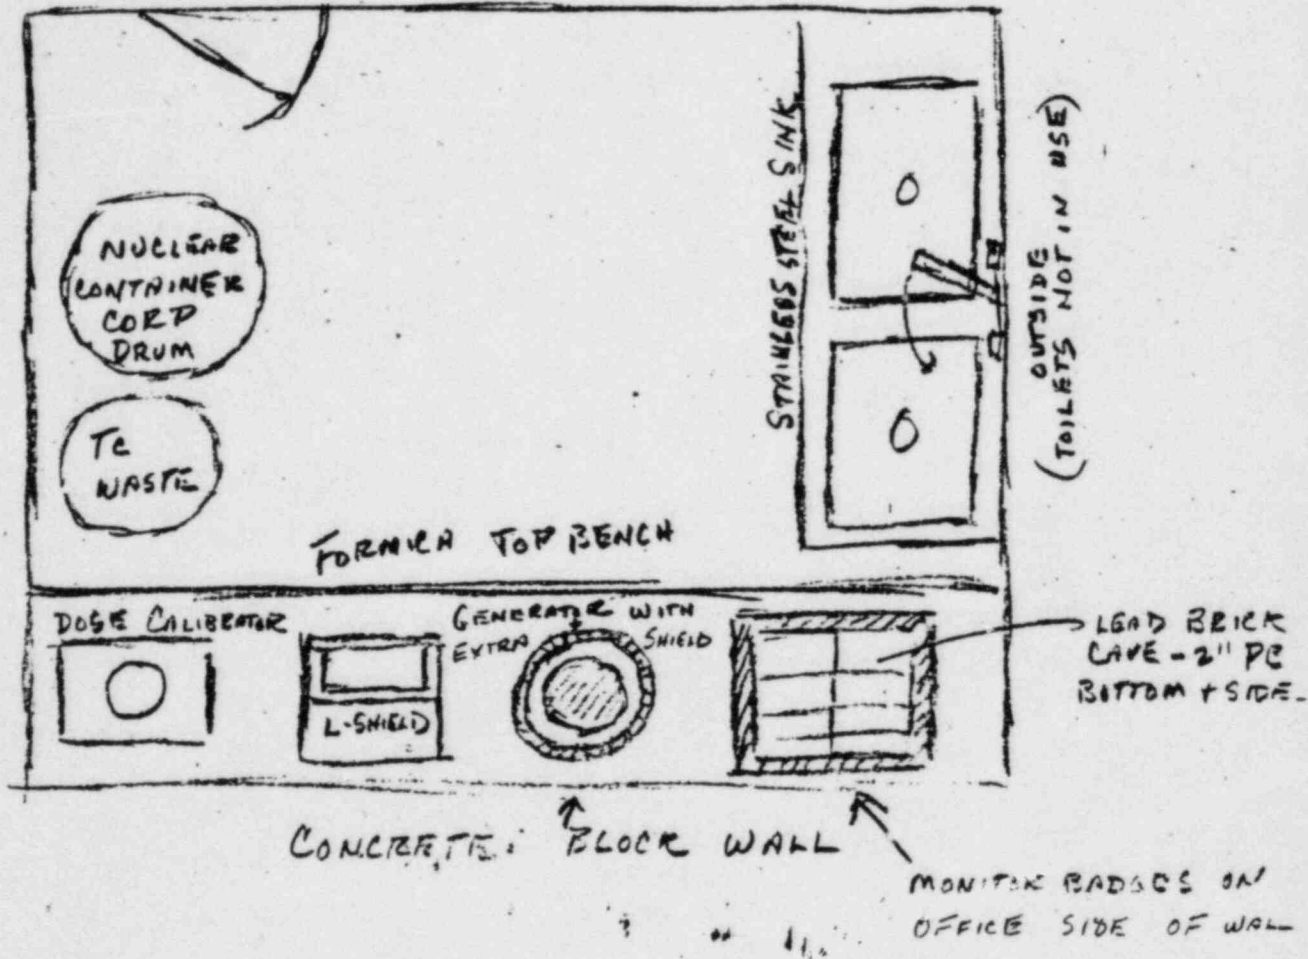 NUCLEAR
CONTAINER
CORP
DRUM
TC
WASTE
STAINLESS STEEL SINK
OUTSIDE
(TOILETS NOT IN USE)
FORMICA TOP BENCH
DOSE CALIBRATOR
L-SHIELD
GENERATOR WITH
EXTRA SHIELD
LEAD BRICK
CAVE - 2" PC
BOTTOM + SIDE
CONCRETE: BLOCK WALL
MONITOR BADGES ON
OFFICE SIDE OF WALL